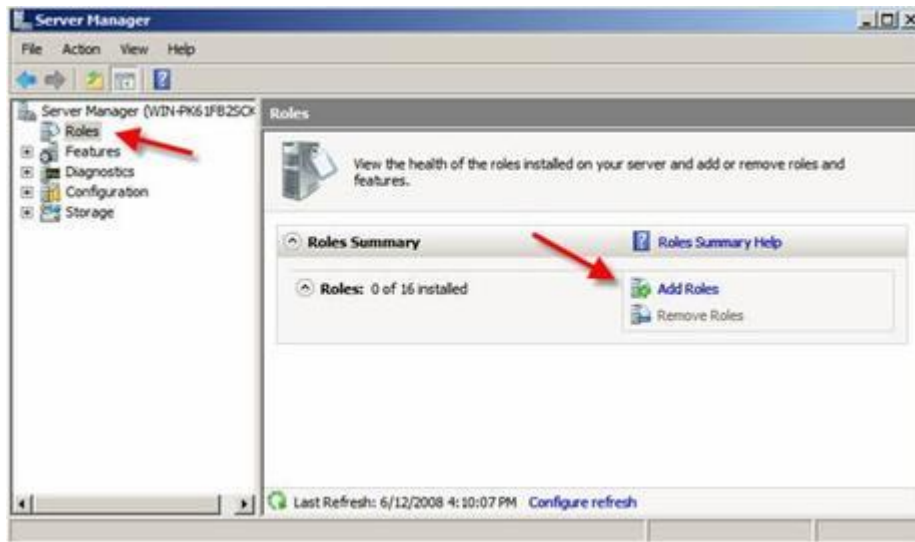 Server Manager
File Action View Help
Server Manager (WIN-PK61FB2SCK
Roles
Features
Diagnostics
Configuration
Storage
Roles
View the health of the roles installed on your server and add or remove roles and
features.
Roles Summary
Roles Summary Help
Roles: 0 of 16 installed
Add Roles
Remove Roles
Last Refresh: 6/12/2008 4:10:07 PM Configure refresh